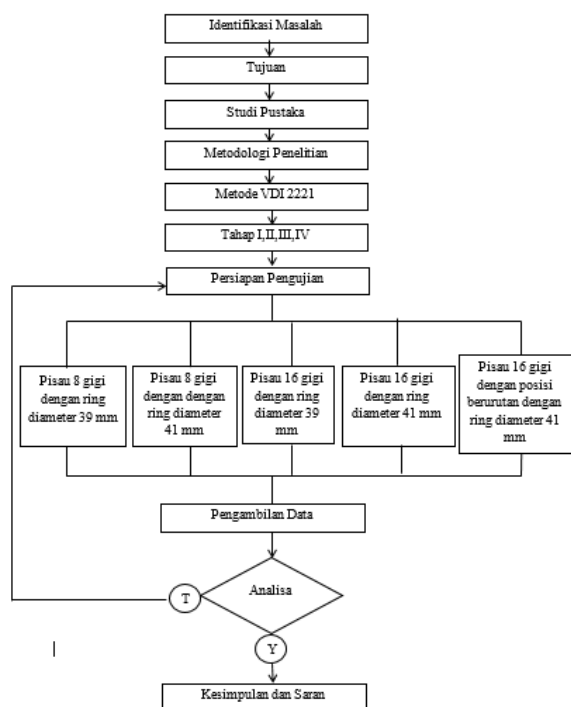 Identifikasi Masalah
Tujuan
Studi Pustaka
Metodologi Penelitian
Metode VDI 2221
Tahap I,II,III,IV
Persiapan Pengujian
Pisau 8 gigi
dengan ring
diameter 39 mm
Pisau 8 gigi
dengan dengan
ring diameter
41 mm
Pisau 16 gigi
dengan ring
diameter 39
mm
Pisau 16 gigi
dengan ring
diameter 41 mm
Pisau 16 gigi
dengan posisi
berurutan dengan
ring diameter 41
mm
Pengambilan Data
Analisa
T
Y
Kesimpulan dan Saran